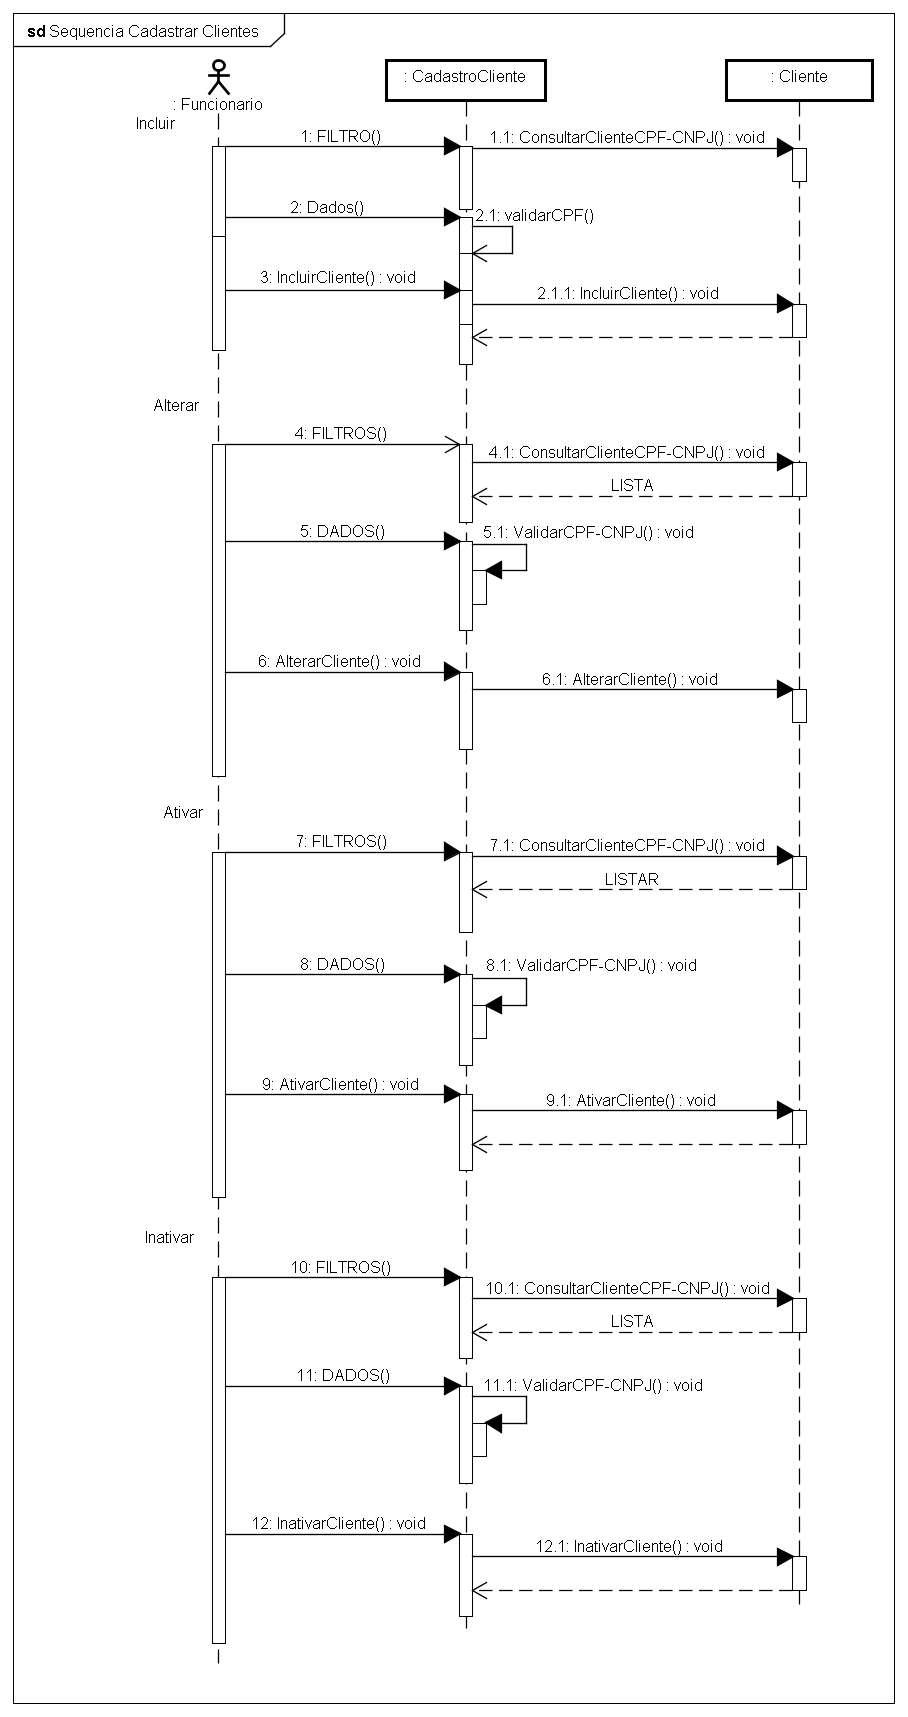 sd Sequencia Cadastrar Clientes
: Funcionario
: CadastroCliente
: Cliente
Incluir
1: FILTRO()
1.1: ConsultarClienteCPF-CNPJ() : void
2: Dados()
2.1: validarCPF()
3: IncluirCliente() : void
2.1.1: IncluirCliente() : void
Alterar
4: FILTROS()
4.1: ConsultarClienteCPF-CNPJ() : void
LISTA
5: DADOS()
5.1: ValidarCPF-CNPJ() : void
6: AlterarCliente() : void
6.1: AlterarCliente() : void
Ativar
7: FILTROS()
7.1: ConsultarClienteCPF-CNPJ() : void
LISTAR
8: DADOS()
8.1: ValidarCPF-CNPJ() : void
9: AtivarCliente() : void
9.1: AtivarCliente() : void
Inativar
10: FILTROS()
10.1: ConsultarClienteCPF-CNPJ() : void
LISTA
11: DADOS()
11.1: ValidarCPF-CNPJ() : void
12: InativarCliente() : void
12.1: InativarCliente() : void